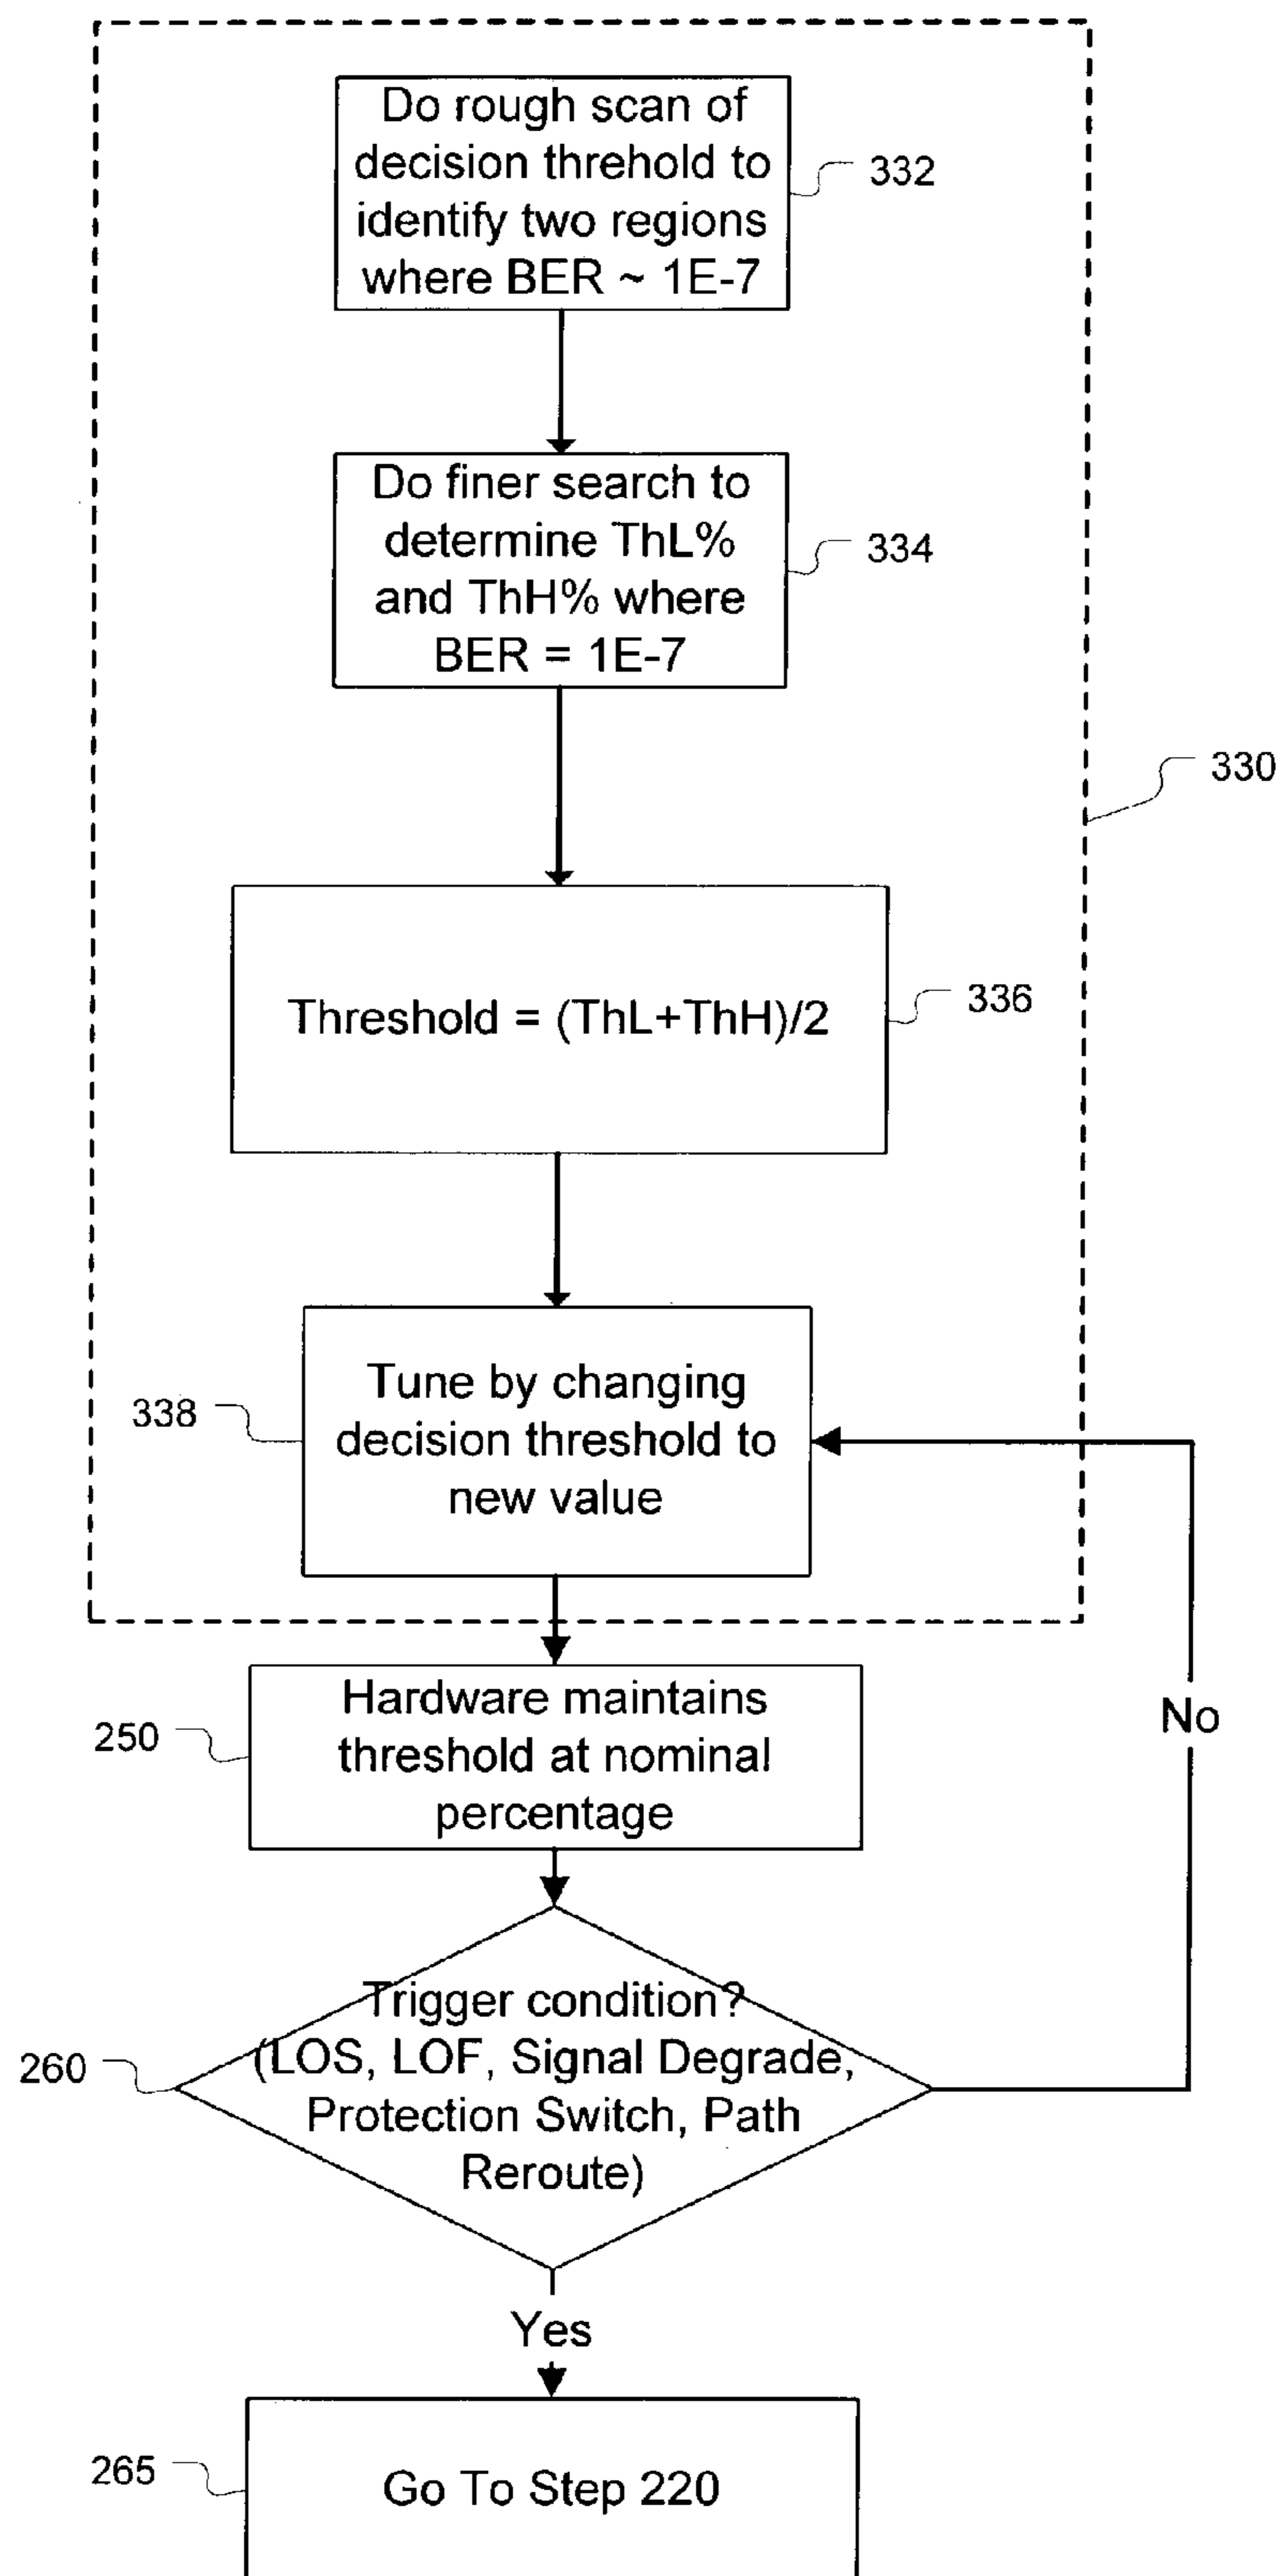 Do rough scan of
decision threhold to
identify two regions
where BER ~ 1E-7
332
Do finer search to
determine ThL%
and ThH% where
BER = 1E-7
334
330
Threshold = (ThL+ThH)/2
336
Tune by changing
decision threshold to
new value
338
Hardware maintains
threshold at nominal
percentage
250
No
Trigger condition?
(LOS, LOF, Signal Degrade,
Protection Switch, Path
Reroute)
260
Yes
Go To Step 220
265